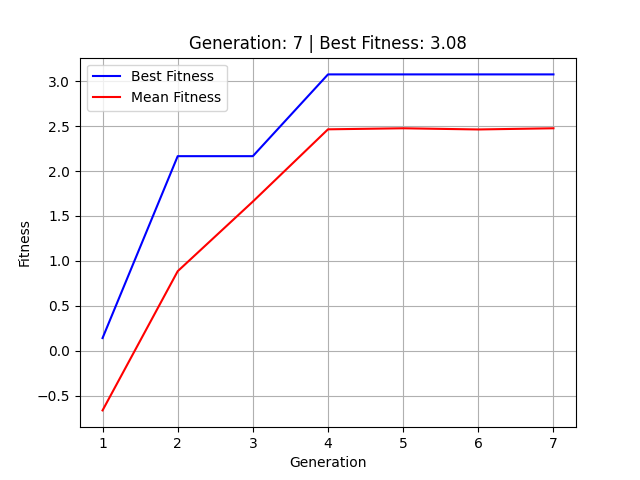 Generation: 7 | Best Fitness: 3.08
Best Fitness
Mean Fitness
3.0
2.5
2.0
1.5
1.0
0.5
0.0
−0.5
Fitness
1 2 3 4 5 6 7
Generation